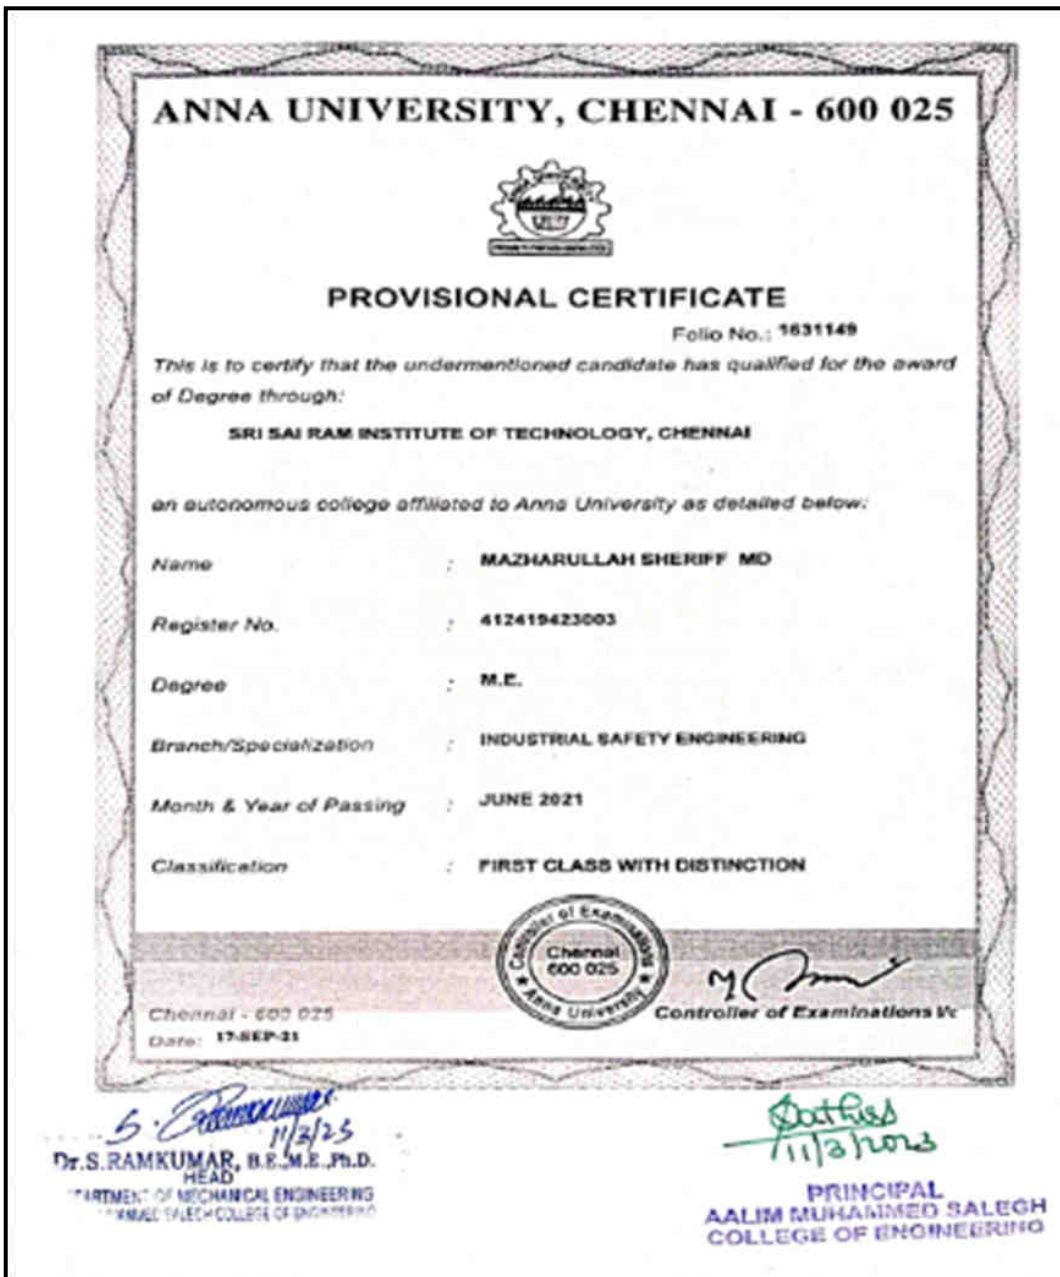 ANNA UNIVERSITY, CHENNAI - 600 025
PROVISIONAL CERTIFICATE
Folio No.: 1631149
This is to certify that the undermentioned candidate has qualified for the award
of Degree through:
SRI SAI RAM INSTITUTE OF TECHNOLOGY, CHENNAI
an autonomous college affiliated to Anna University as detailed below:
Name : MAZHARULLAH SHERIFF MD
Register No. : 412419423003
Degree : M.E.
Branch/Specialization : INDUSTRIAL SAFETY ENGINEERING
Month & Year of Passing : JUNE 2021
Classification : FIRST CLASS WITH DISTINCTION
Controller of Examinations
Chennai
600 025
Anna University
Chennai - 600 025
Controller of Examinations i/c
Date: 17-SEP-21
11/3/23
11/3/2023
Dr.S.RAMKUMAR, B.E.,M.E.,Ph.D.
HEAD
OF MECHANICAL ENGINEERING
SALEGH COLLEGE OF ENGINEERING
PRINCIPAL
AALIM MUHAMMED SALEGH
COLLEGE OF ENGINEERING